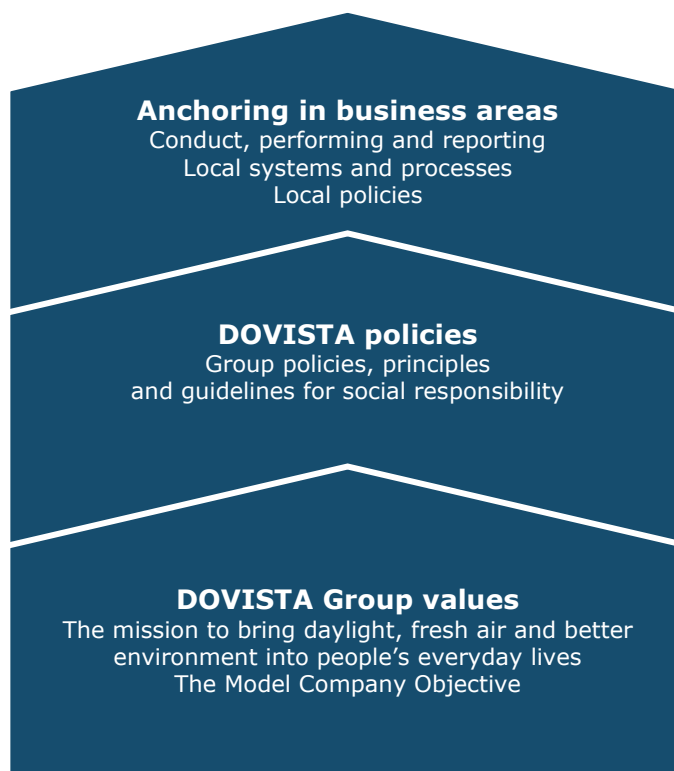 Anchoring in business areas
Conduct, performing and reporting
Local systems and processes
Local policies
DOVISTA policies
Group policies, principles
and guidelines for social responsibility
DOVISTA Group values
The mission to bring daylight, fresh air and better
environment into people’s everyday lives
The Model Company Objective